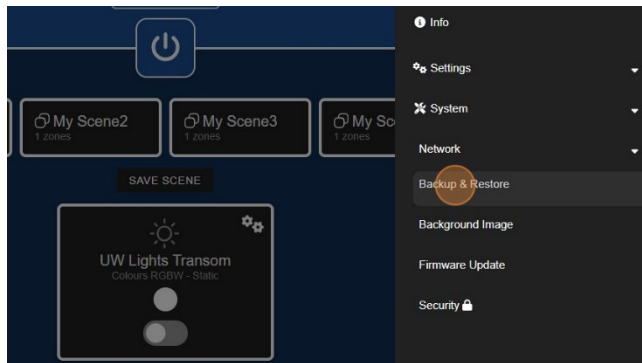 My Scene2
1 zones
My Scene3
1 zones
My Sc
1 zones
SAVE SCENE
UW Lights Transom
Colours RGBW - Static
Info
Settings
System
Network
Backup & Restore
Background Image
Firmware Update
Security